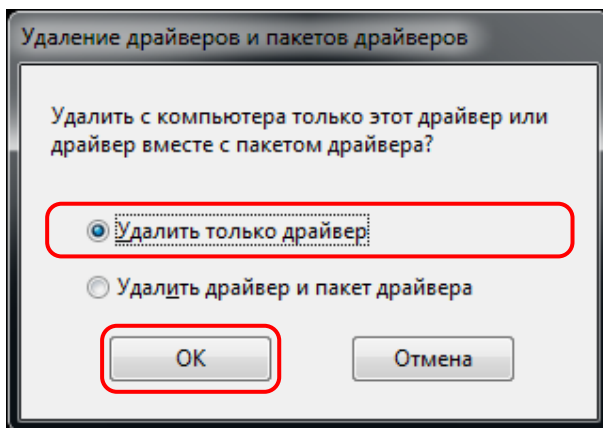 Удаление драйверов и пакетов драйверов
Удалить с компьютера только этот драйвер или
драйвер вместе с пакетом драйвера?
Удалить только драйвер
Удалить драйвер и пакет драйвера
ОК
Отмена